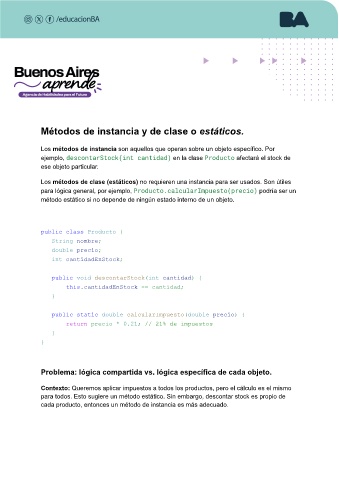 /educacionBA
BA
Buenos Aires
aprende
Agencia de Habilidades para el Futuro
Métodos de instancia y de clase o estáticos.
Los métodos de instancia son aquellos que operan sobre un objeto específico. Por
ejemplo, descontarStock(int cantidad) en la clase Producto afectará el stock de
ese objeto particular.
Los métodos de clase (estáticos) no requieren una instancia para ser usados. Son útiles
para lógica general, por ejemplo, Producto.calcularImpuesto(precio) podría ser un
método estático si no depende de ningún estado interno de un objeto.
public class Producto {
String nombre;
double precio;
int cantidadEnStock;
public void descontarStock(int cantidad) {
this.cantidadEnStock -= cantidad;
}
public static double calcularImpuesto(double precio) {
return precio * 0.21; // 21% de impuestos
}
}
Problema: lógica compartida vs. lógica específica de cada objeto.
Contexto: Queremos aplicar impuestos a todos los productos, pero el cálculo es el mismo
para todos. Esto sugiere un método estático. Sin embargo, descontar stock es propio de
cada producto, entonces un método de instancia es más adecuado.